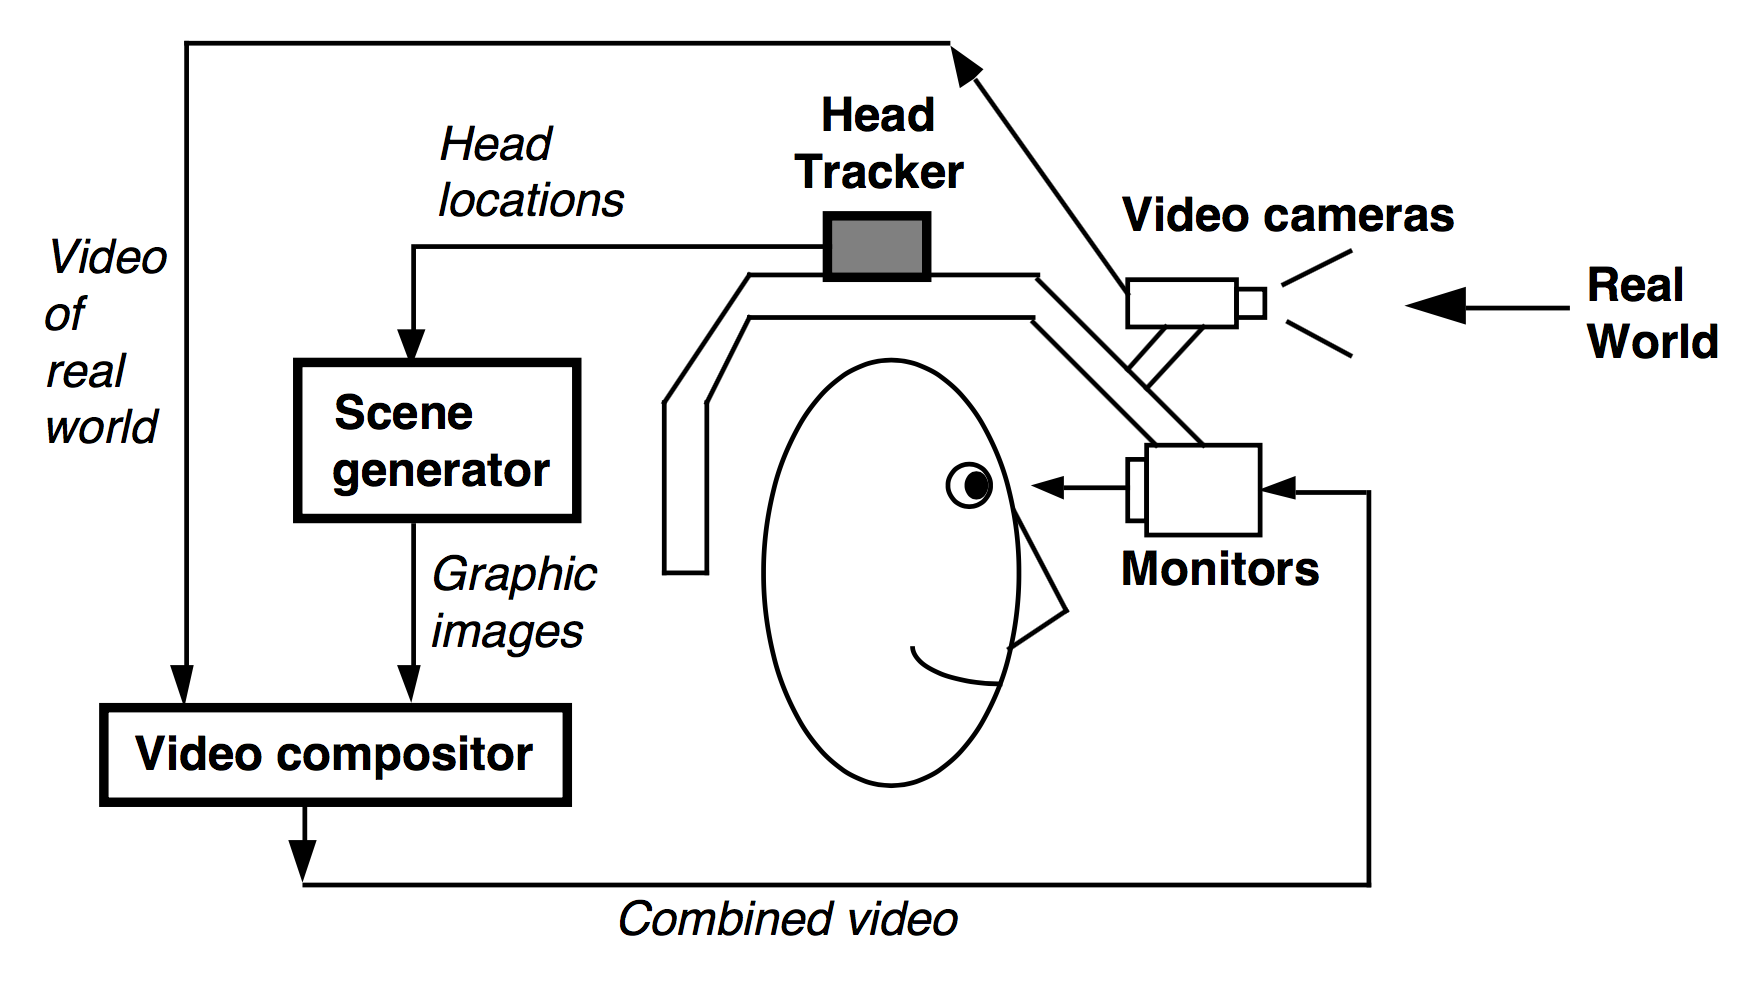 Head
Tracker
Head
locations
Video cameras
Real
World
Video
of
real
world
Scene
generator
Graphic
images
Monitors
Video compositor
Combined video